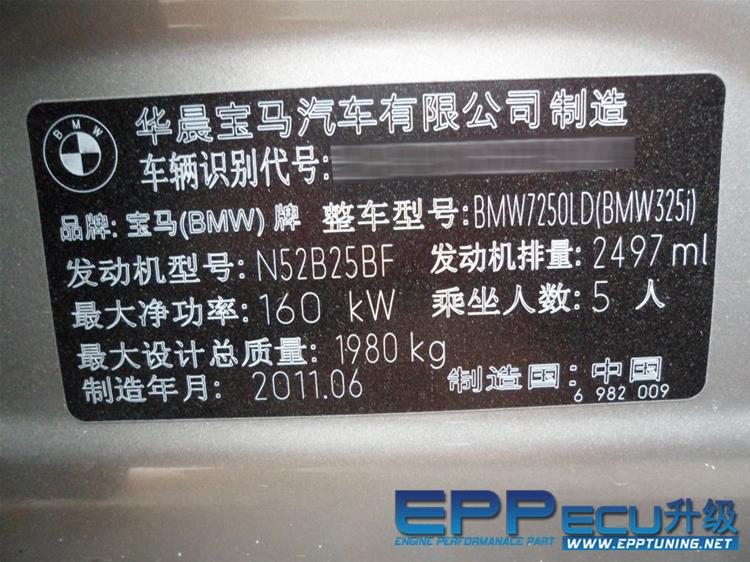 BMW
华晨宝马汽车有限公司制造
车辆识别代号:
品牌: 宝马(BMW) 牌 整车型号: BMW7250LD(BMW325i)
发动机型号: N52B25BF 发动机排量: 2497ml
最大净功率: 160 kW 乘坐人数: 5 人
最大设计总质量: 1980 kg
制造年月: 2011.06 制造国: 中国
6 982 009
EPP ECU升级
ENGINE PERFORMANACE PART
WWW.EPPTUNING.NET